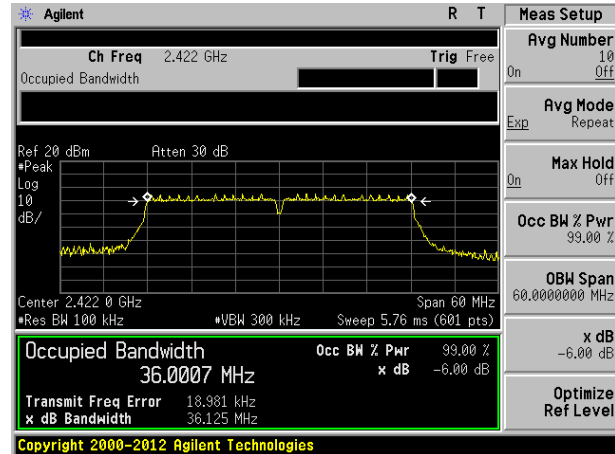 Agilent R T
Ch Freq 2.422 GHz Trig Free
Occupied Bandwidth
Ref 20 dBm Atten 30 dB
#Peak
Log
10
dB/
Center 2.422 0 GHz Span 60 MHz
#Res BW 100 kHz #VBW 300 kHz Sweep 5.76 ms (601 pts)
Occupied Bandwidth Occ BW % Pwr 99.00 %
36.0007 MHz x dB -6.00 dB
Transmit Freq Error 18.981 kHz
x dB Bandwidth 36.125 MHz
Copyright 2000-2012 Agilent Technologies
Meas Setup
Avg Number
10
On Off
Avg Mode
Exp Repeat
Max Hold
On Off
Occ BW % Pwr
99.00 %
OBW Span
60.0000000 MHz
x dB
-6.00 dB
Optimize
Ref Level